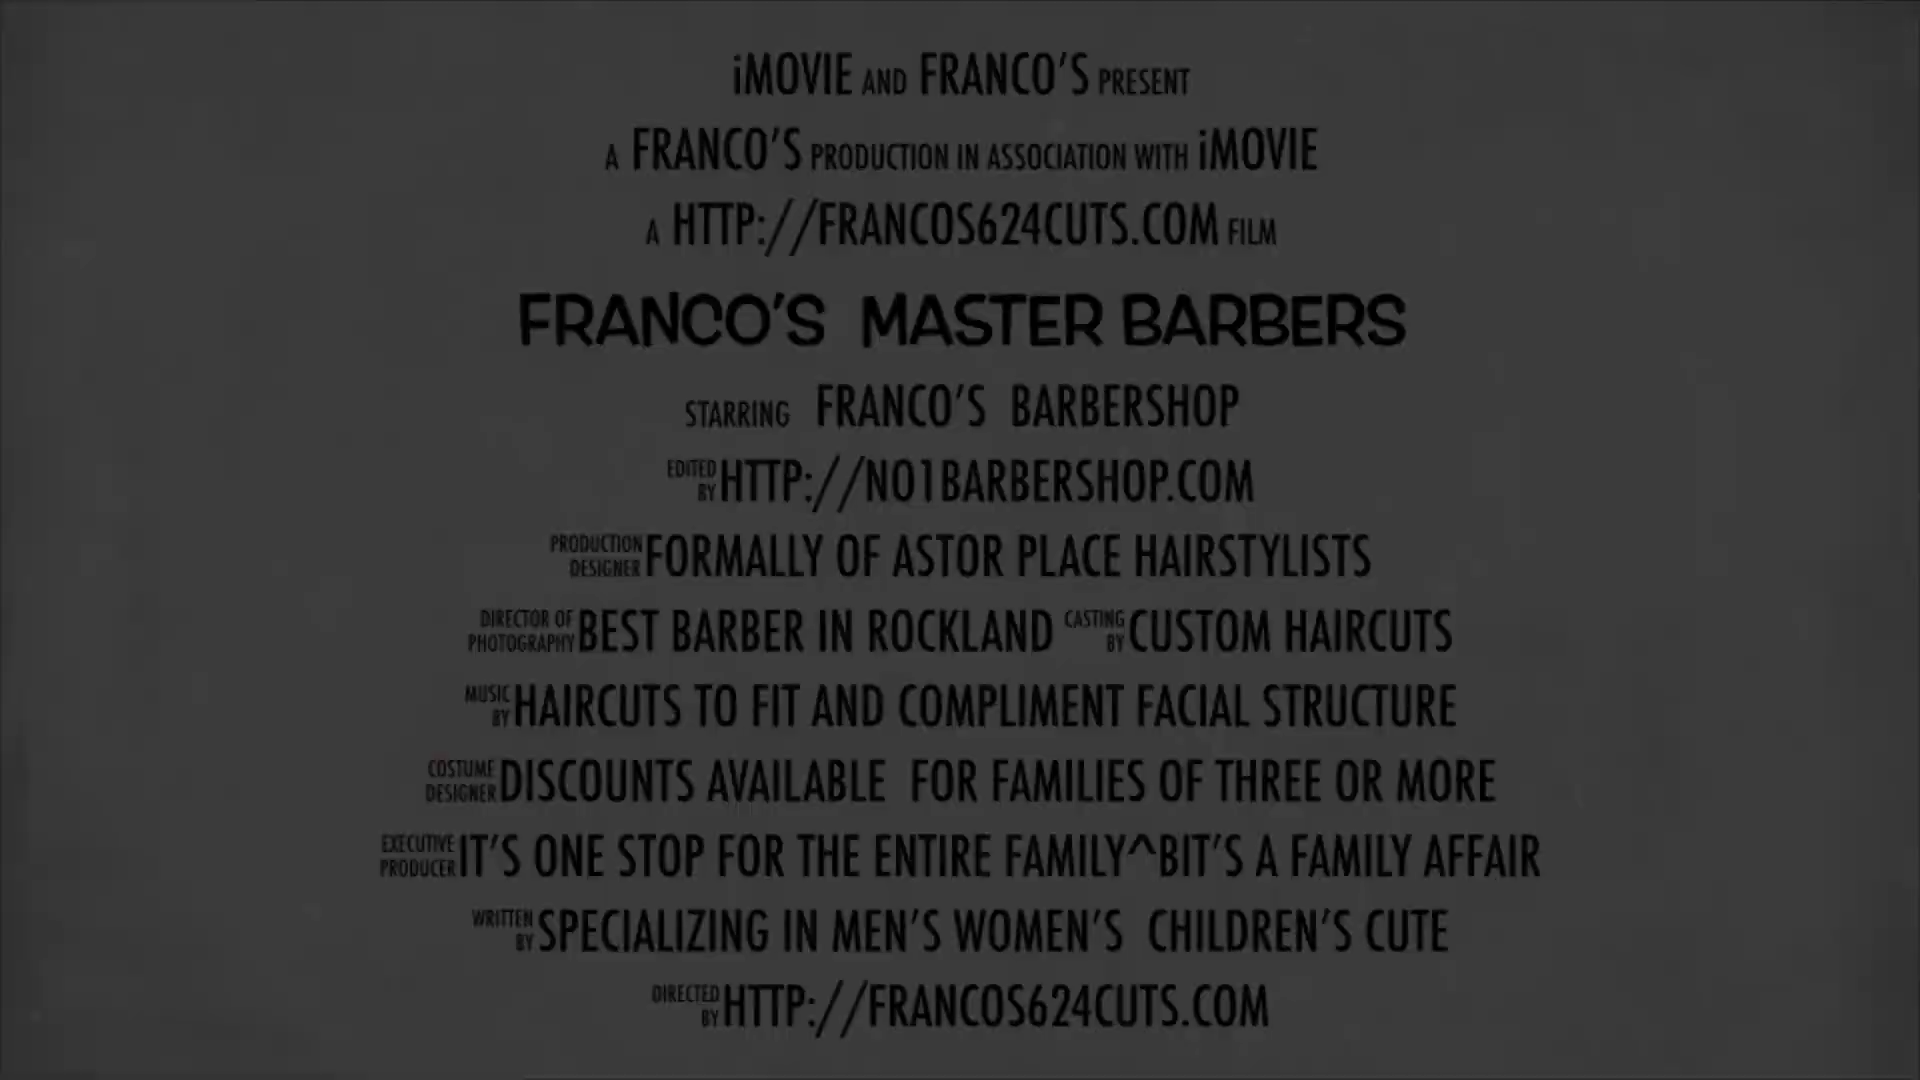 iMOVIE AND FRANCO'S PRESENT
A FRANCO'S PRODUCTION IN ASSOCIATION WITH iMOVIE
A HTTP://FRANCOS624CUTS.COM FILM
FRANCO'S MASTER BARBERS
STARRING FRANCO'S BARBERSHOP
EDITED BY HTTP://NO1BARBERSHOP.COM
PRODUCTION DESIGNER FORMALLY OF ASTOR PLACE HAIRSTYLISTS
DIRECTOR OF PHOTOGRAPHY BEST BARBER IN ROCKLAND CASTING BY CUSTOM HAIRCUTS
MUSIC BY HAIRCUTS TO FIT AND COMPLIMENT FACIAL STRUCTURE
COSTUME DESIGNER DISCOUNTS AVAILABLE FOR FAMILIES OF THREE OR MORE
EXECUTIVE PRODUCER IT'S ONE STOP FOR THE ENTIRE FAMILY^BIT'S A FAMILY AFFAIR
WRITTEN BY SPECIALIZING IN MEN'S WOMEN'S CHILDREN'S CUTE
DIRECTED BY HTTP://FRANCOS624CUTS.COM